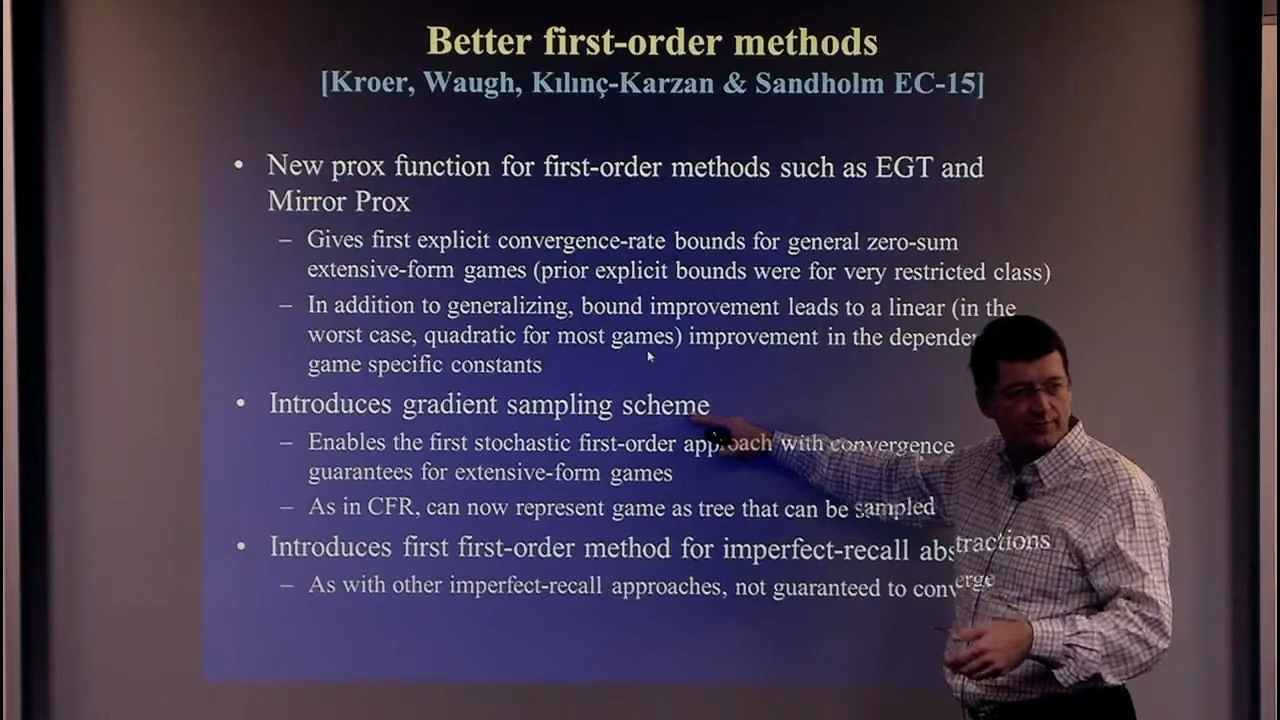 Better first-order methods
[Kroer, Waugh, Kılınç-Karzan & Sandholm EC-15]
• New prox function for first-order methods such as EGT and
Mirror Prox
– Gives first explicit convergence-rate bounds for general zero-sum
extensive-form games (prior explicit bounds were for very restricted class)
– In addition to generalizing, bound improvement leads to a linear (in the
worst case, quadratic for most games) improvement in the
game specific constants
• Introduces gradient sampling scheme
– Enables the first stochastic first-order approach with convergence
guarantees for extensive-form games
– As in CFR, can now represent game as tree that can be sampled
• Introduces first first-order method for imperfect-recall abstractions
– As with other imperfect-recall approaches, not guaranteed to converge